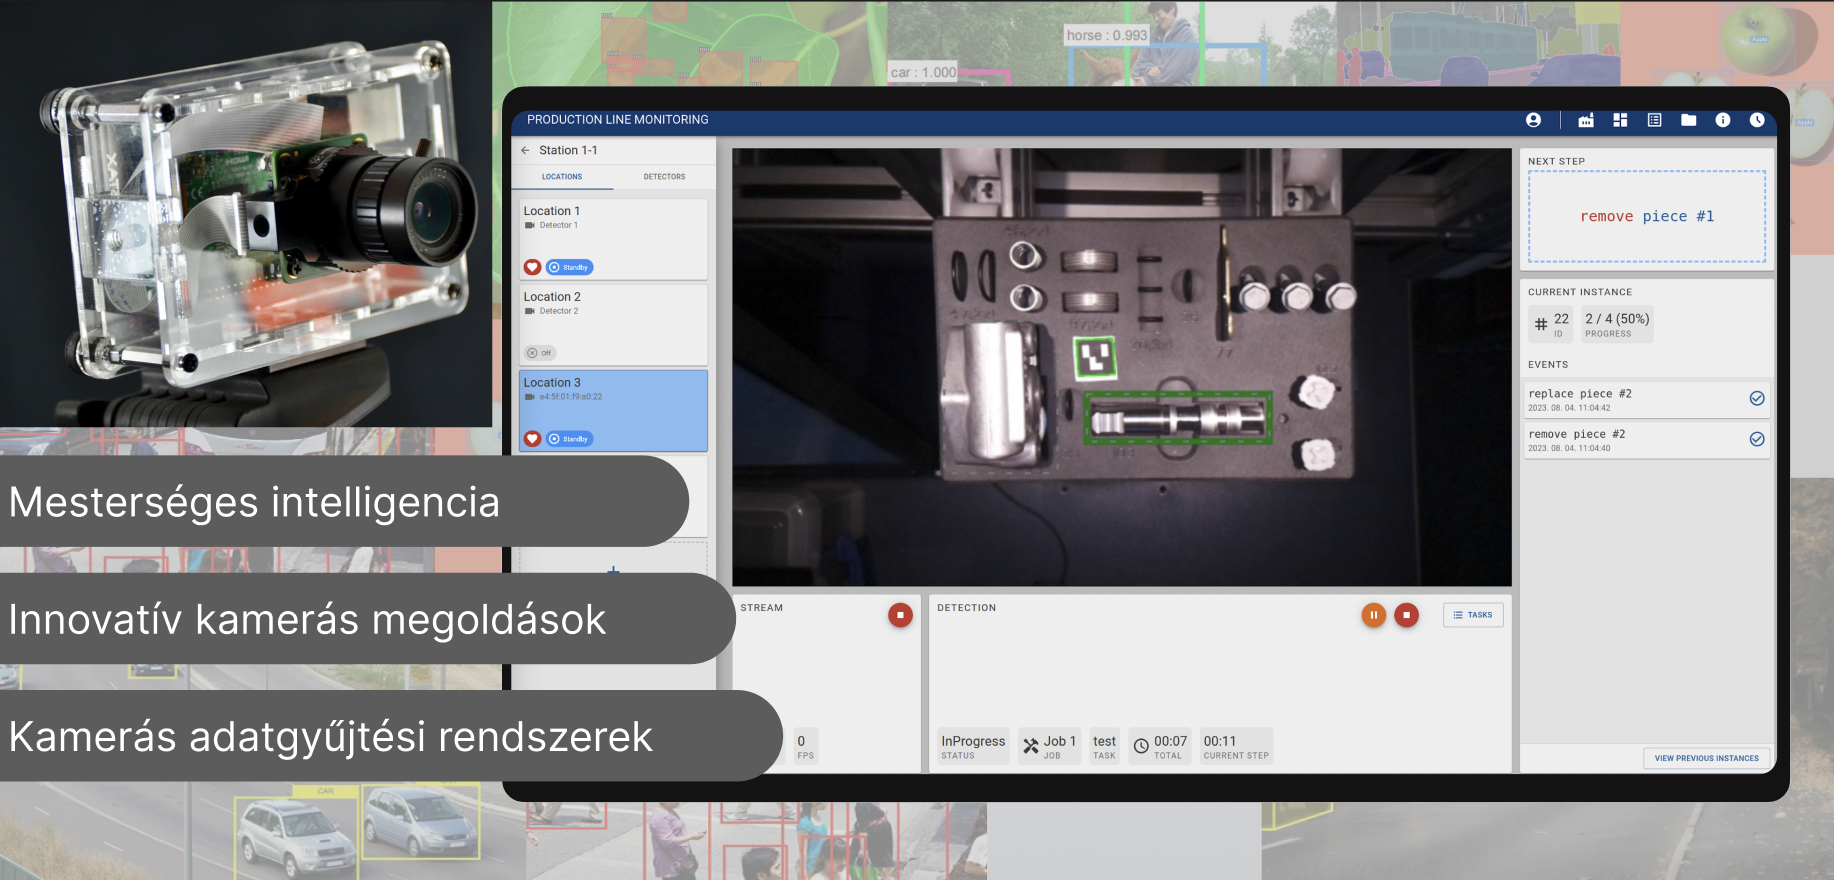 horse : 0.993
car : 1.000
PRODUCTION LINE MONITORING
Station 1-1
LOCATIONS
DETECTORS
Location 1
Detector 1
Standby
Location 2
Detector 2
Off
Location 3
e4:5f:01:f9:a0:22
Standby
Mesterséges intelligencia
Innovatív kamerás megoldások
Kamerás adatgyűjtési rendszerek
STREAM
0
FPS
DETECTION
TASKS
InProgress
STATUS
Job 1
JOB
test
TASK
00:07
TOTAL
00:11
CURRENT STEP
NEXT STEP
remove piece #1
CURRENT INSTANCE
# 22
ID
2 / 4 (50%)
PROGRESS
EVENTS
replace piece #2
2023. 08. 04. 11:04:42
remove piece #2
2023. 08. 04. 11:04:40
VIEW PREVIOUS INSTANCES
CAR